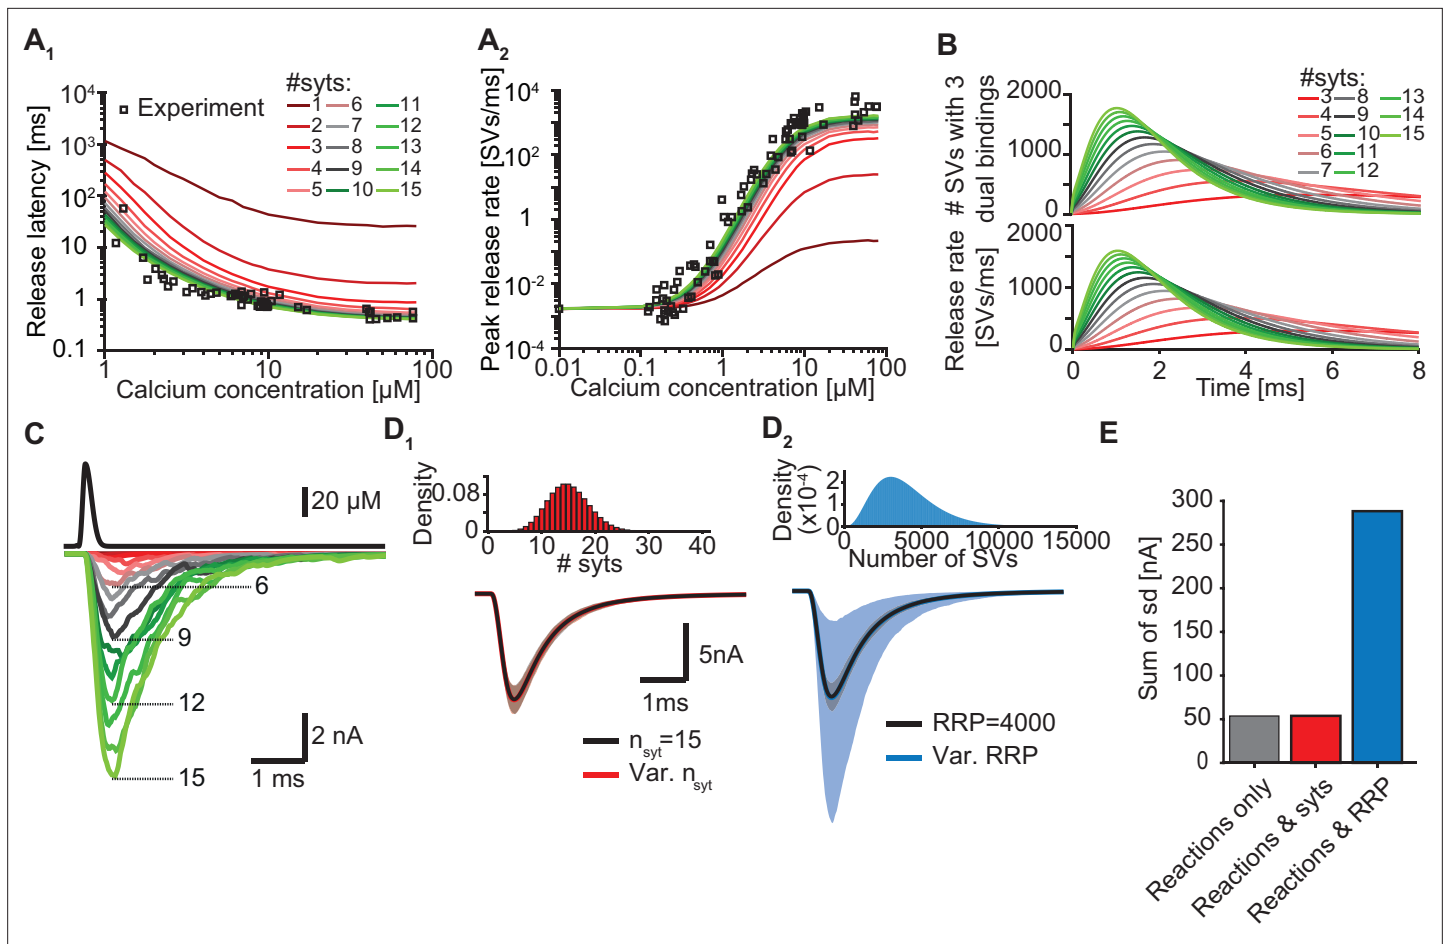 A1
Release latency [ms]
10^4
10^3
10^2
10
1
0.1
Experiment
#syts:
1 6 11
2 7 12
3 8 13
4 9 14
5 10 15
1 10 100
Calcium concentration [µM]
A2
Peak release rate [SVs/ms]
10^4
10^2
1
10^-2
10^-4
0.01 0.1 1 10 100
Calcium concentration [µM]
B
# SVs with 3
dual bindings
2000
1000
0
#syts:
3 8 13
4 9 14
5 10 15
6 11
7 12
Release rate
[SVs/ms]
2000
1000
0
0 2 4 6 8
Time [ms]
C
20 µM
6
9
12
15
2 nA
1 ms
D1
Density
0.08
0
0 10 20 30 40
# syts
5nA
1ms
nsyt=15
Var. nsyt
D2
Density
(x10^-4)
2
1
0
0 5000 10000 15000
Number of SVs
RRP=4000
Var. RRP
E
Sum of sd [nA]
300
250
200
150
100
50
0
Reactions only
Reactions & syts
Reactions & RRP